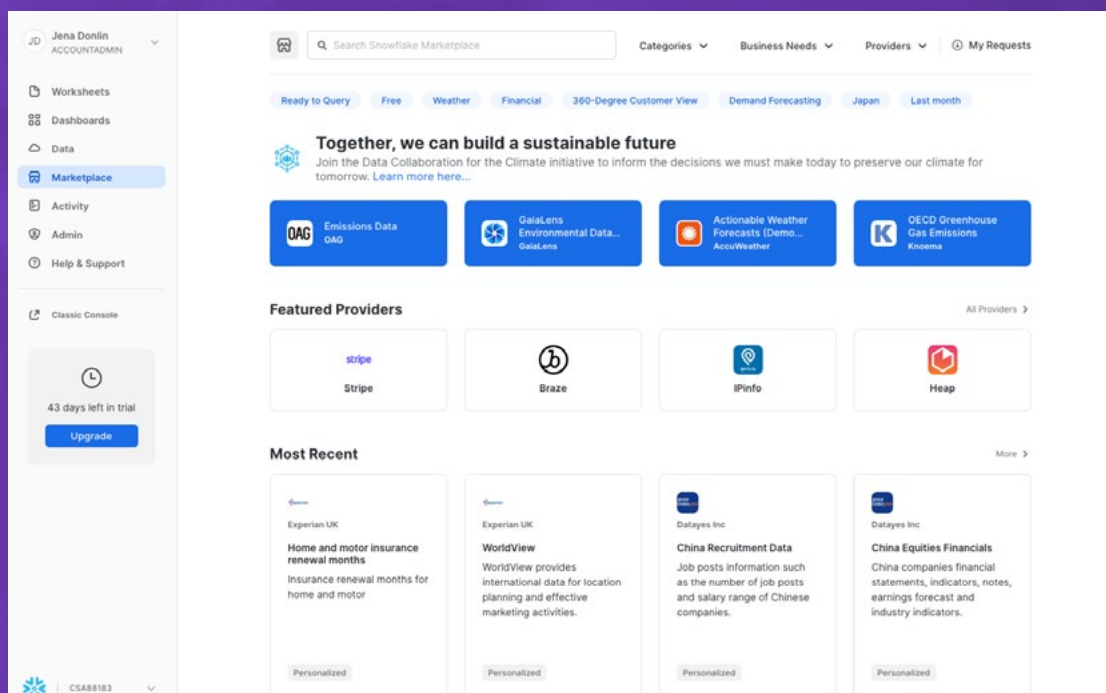 JD
Jena Donlin
ACCOUNTADMIN
Worksheets
Dashboards
Data
Marketplace
Activity
Admin
Help & Support
Classic Console
43 days left in trial
Upgrade
CSA88183
Search Snowflake Marketplace
Categories
Business Needs
Providers
My Requests
Ready to Query
Free
Weather
Financial
360-Degree Customer View
Demand Forecasting
Japan
Last month
Together, we can build a sustainable future
Join the Data Collaboration for the Climate initiative to inform the decisions we must make today to preserve our climate for
tomorrow. Learn more here...
OAG
Emissions Data
OAG
GaiaLens
Environmental Data...
GaiaLens
Actionable Weather
Forecasts (Demo...
AccuWeather
K
OECD Greenhouse
Gas Emissions
Knoema
Featured Providers
All Providers
stripe
Stripe
b
Braze
IPinfo
Heap
Most Recent
More
Experian UK
Home and motor insurance
renewal months
Insurance renewal months for
home and motor
Personalized
Experian UK
WorldView
WorldView provides
international data for location
planning and effective
marketing activities.
Personalized
Datayes Inc
China Recruitment Data
Job posts information such
as the number of job posts
and salary range of Chinese
companies.
Personalized
Datayes Inc
China Equities Financials
China companies financial
statements, indicators, notes,
earnings forecast and
industry indicators.
Personalized